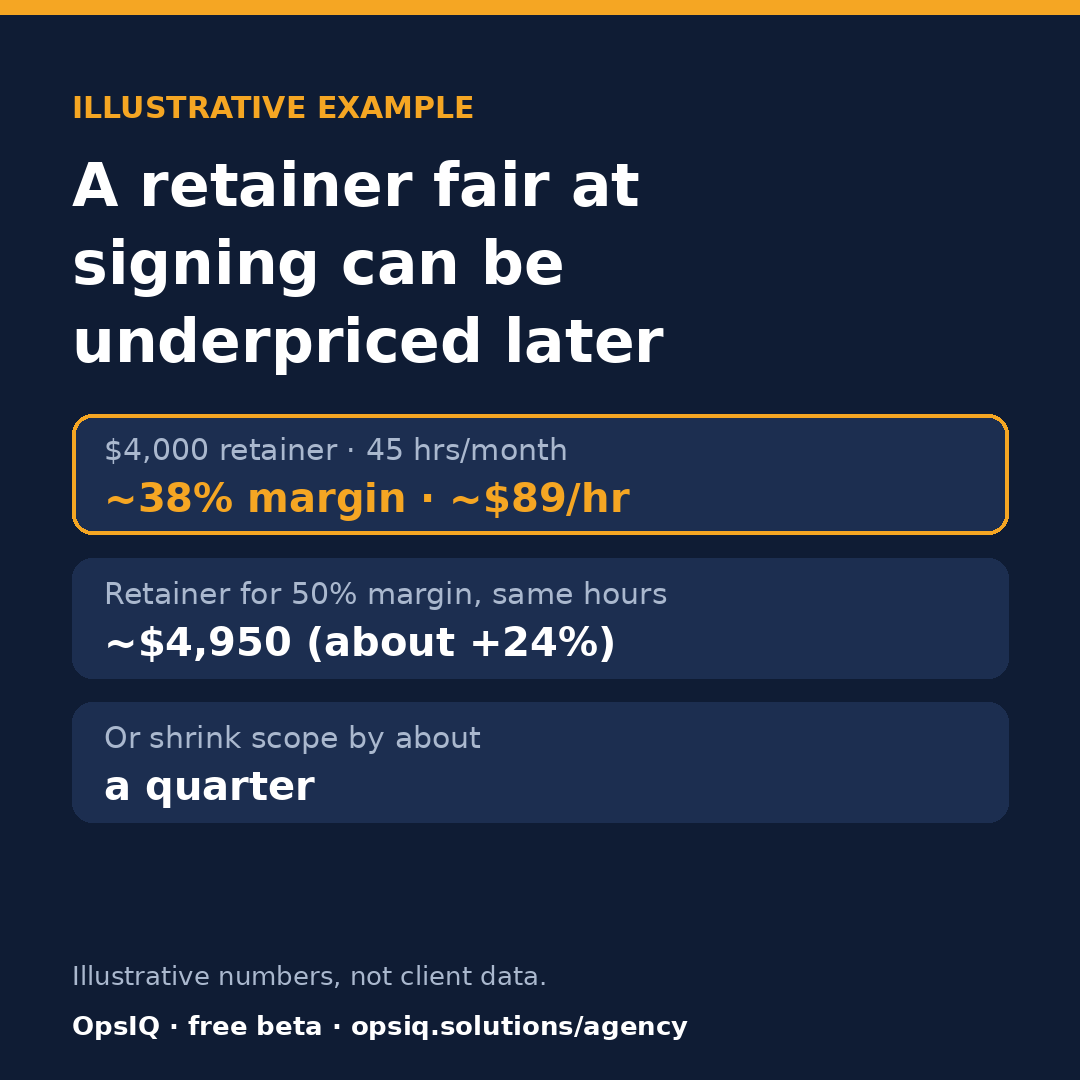 ILLUSTRATIVE EXAMPLE
A retainer fair at
signing can be
underpriced later
$4,000 retainer · 45 hrs/month
~38% margin · ~$89/hr
Retainer for 50% margin, same hours
~$4,950 (about +24%)
Or shrink scope by about
a quarter
Illustrative numbers, not client data.
OpsIQ · free beta · opsiq.solutions/agency